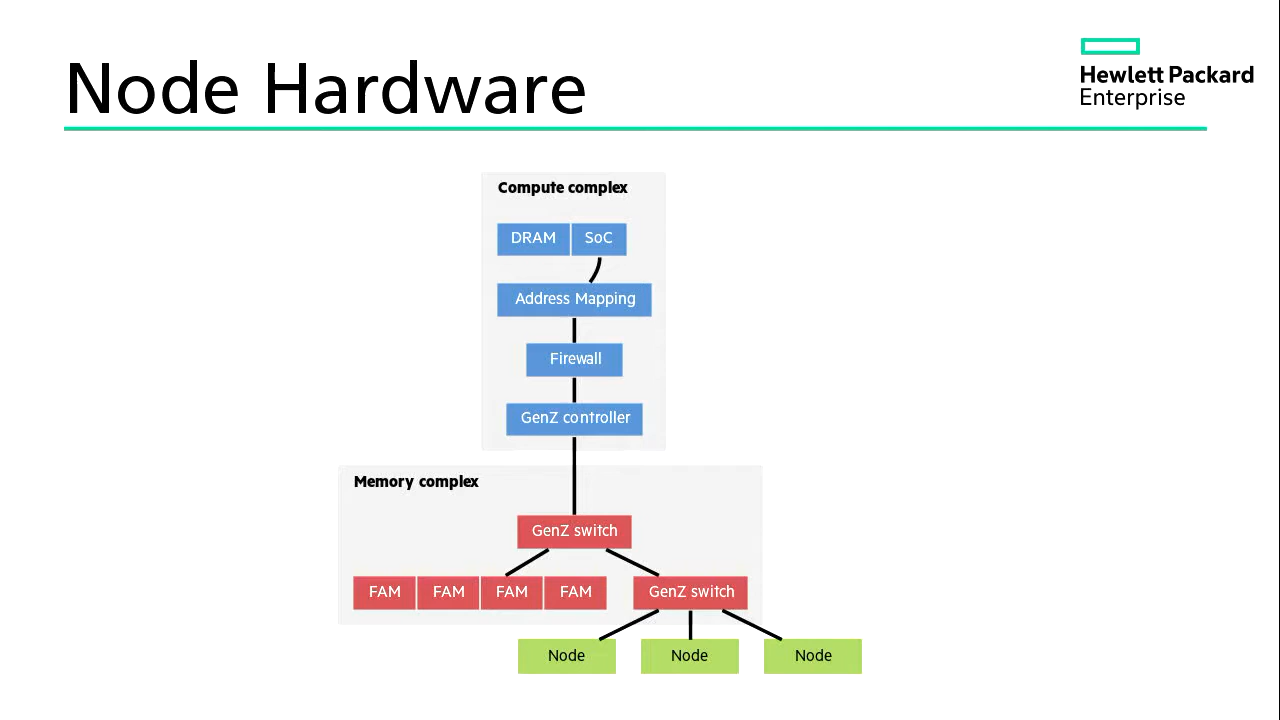 Node Hardware
Hewlett Packard
Enterprise
Compute complex
DRAM SoC
Address Mapping
Firewall
GenZ controller
Memory complex
GenZ switch
FAM FAM FAM FAM GenZ switch
Node Node Node